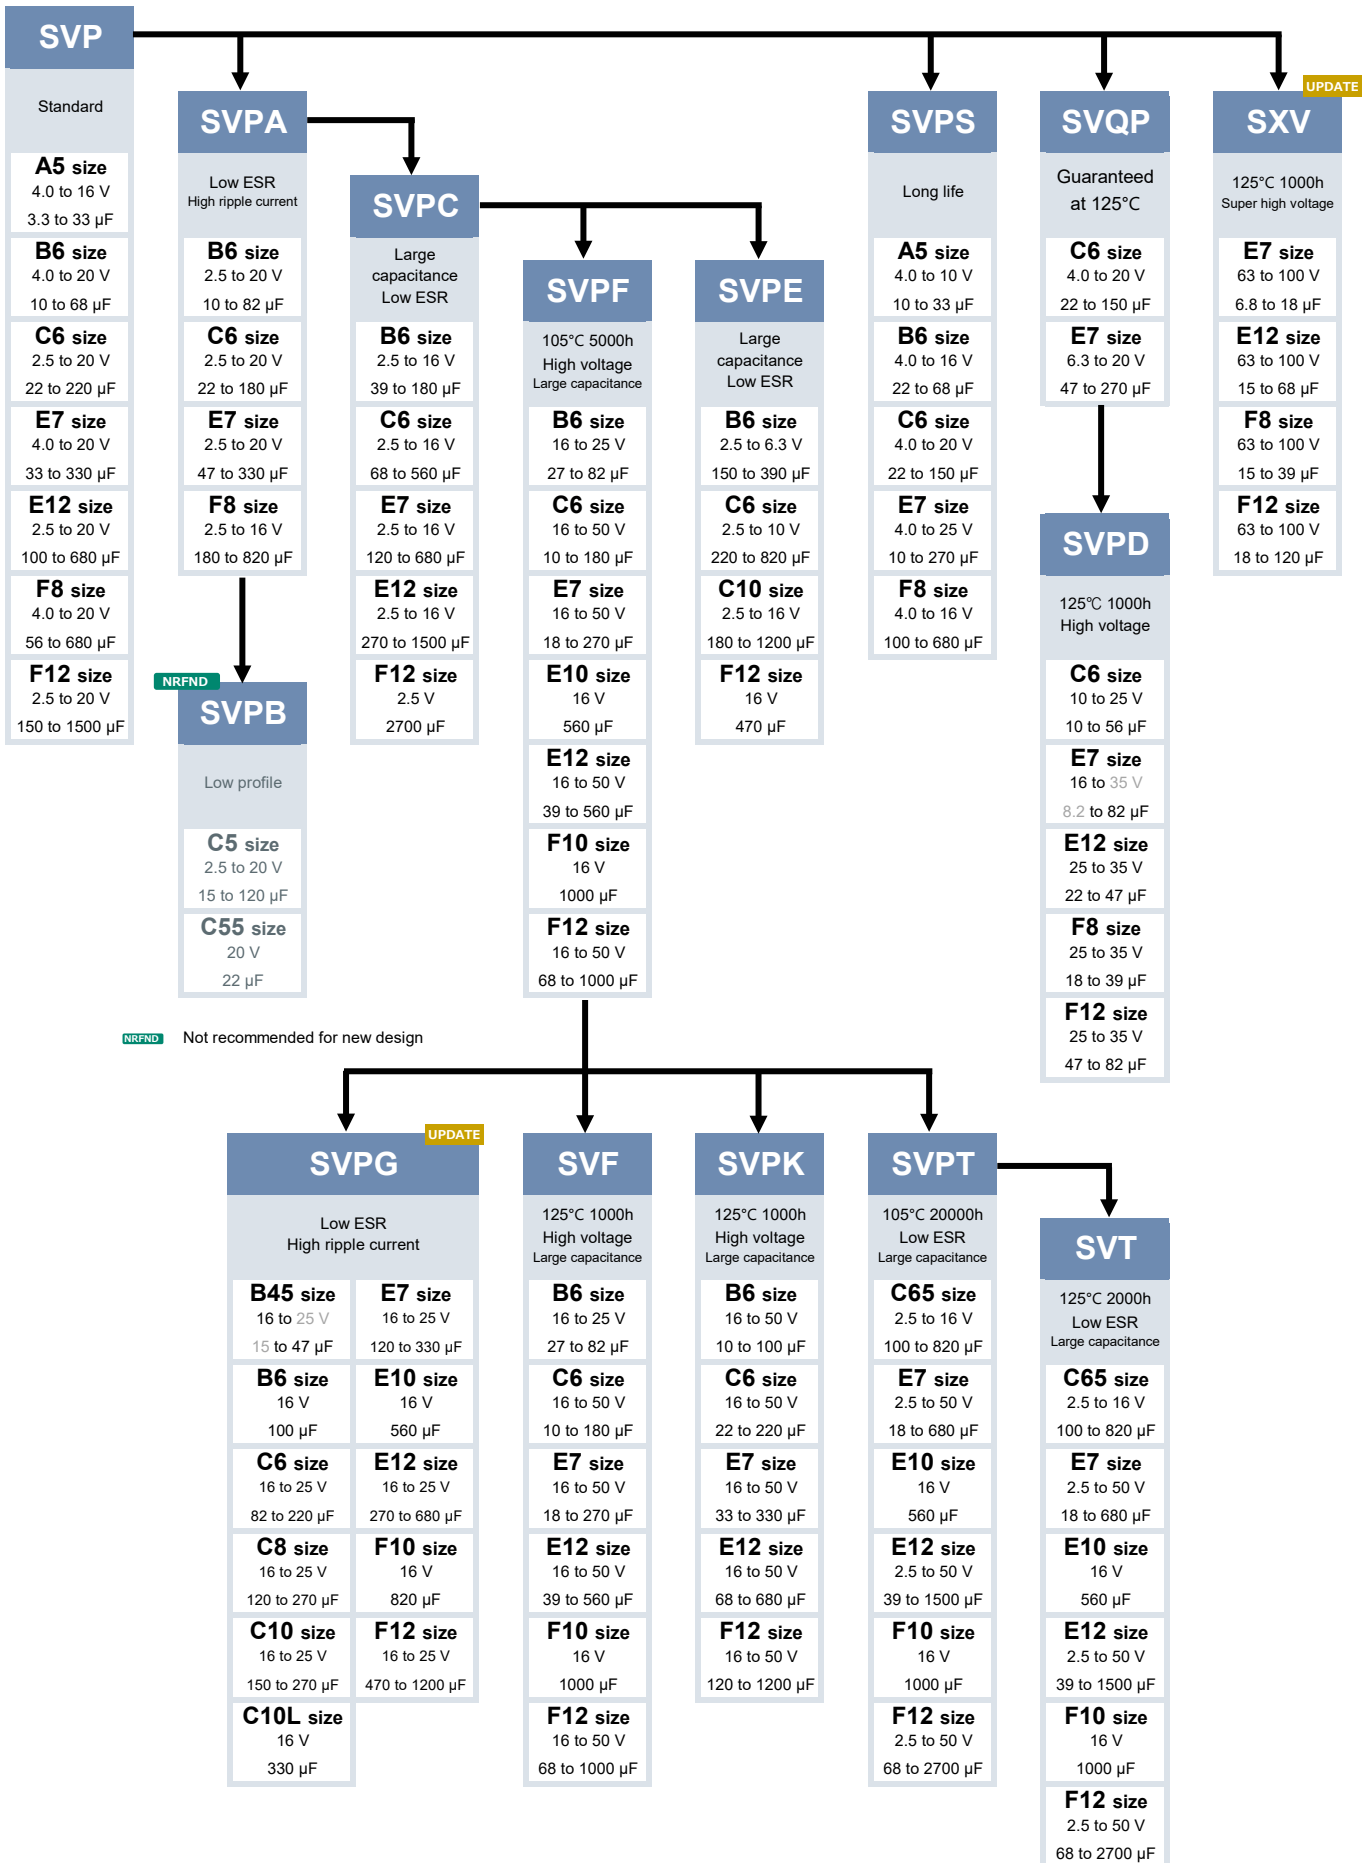 SVP
Standard
A5 size
4.0 to 16 V
3.3 to 33 µF
B6 size
4.0 to 20 V
10 to 68 µF
C6 size
2.5 to 20 V
22 to 220 µF
E7 size
4.0 to 20 V
33 to 330 µF
E12 size
2.5 to 20 V
100 to 680 µF
F8 size
4.0 to 20 V
56 to 680 µF
F12 size
2.5 to 20 V
150 to 1500 µF
SVPA
Low ESR
High ripple current
B6 size
2.5 to 20 V
10 to 82 µF
C6 size
2.5 to 20 V
22 to 180 µF
E7 size
2.5 to 20 V
47 to 330 µF
F8 size
2.5 to 16 V
180 to 820 µF
NRFND
SVPB
Low profile
C5 size
2.5 to 20 V
15 to 120 µF
C55 size
20 V
22 µF
SVPC
Large
capacitance
Low ESR
B6 size
2.5 to 16 V
39 to 180 µF
C6 size
2.5 to 16 V
68 to 560 µF
E7 size
2.5 to 16 V
120 to 680 µF
E12 size
2.5 to 16 V
270 to 1500 µF
F12 size
2.5 V
2700 µF
SVPF
105°C 5000h
High voltage
Large capacitance
B6 size
16 to 25 V
27 to 82 µF
C6 size
16 to 50 V
10 to 180 µF
E7 size
16 to 50 V
18 to 270 µF
E10 size
16 V
560 µF
E12 size
16 to 50 V
39 to 560 µF
F10 size
16 V
1000 µF
F12 size
16 to 50 V
68 to 1000 µF
SVPE
Large
capacitance
Low ESR
B6 size
2.5 to 6.3 V
150 to 390 µF
C6 size
2.5 to 10 V
220 to 820 µF
C10 size
2.5 to 16 V
180 to 1200 µF
F12 size
16 V
470 µF
SVPS
Long life
A5 size
4.0 to 10 V
10 to 33 µF
B6 size
4.0 to 16 V
22 to 68 µF
C6 size
4.0 to 20 V
22 to 150 µF
E7 size
4.0 to 25 V
10 to 270 µF
F8 size
4.0 to 16 V
100 to 680 µF
SVQP
Guaranteed
at 125°C
C6 size
4.0 to 20 V
22 to 150 µF
E7 size
6.3 to 20 V
47 to 270 µF
SVPD
125℃ 1000h
High voltage
C6 size
10 to 25 V
10 to 56 µF
E7 size
16 to 35 V
8.2 to 82 µF
E12 size
25 to 35 V
22 to 47 µF
F8 size
25 to 35 V
18 to 39 µF
F12 size
25 to 35 V
47 to 82 µF
UPDATE
SXV
125°C 1000h
Super high voltage
E7 size
63 to 100 V
6.8 to 18 µF
E12 size
63 to 100 V
15 to 68 µF
F8 size
63 to 100 V
15 to 39 µF
F12 size
63 to 100 V
18 to 120 µF
NRFND Not recommended for new design
UPDATE
SVPG
Low ESR
High ripple current
B45 size
16 to 25 V
15 to 47 µF
B6 size
16 V
100 µF
C6 size
16 to 25 V
82 to 220 µF
C8 size
16 to 25 V
120 to 270 µF
C10 size
16 to 25 V
150 to 270 µF
C10L size
16 V
330 µF
E7 size
16 to 25 V
120 to 330 µF
E10 size
16 V
560 µF
E12 size
16 to 25 V
270 to 680 µF
F10 size
16 V
820 µF
F12 size
16 to 25 V
470 to 1200 µF
SVF
125°C 1000h
High voltage
Large capacitance
B6 size
16 to 25 V
27 to 82 µF
C6 size
16 to 50 V
10 to 180 µF
E7 size
16 to 50 V
18 to 270 µF
E12 size
16 to 50 V
39 to 560 µF
F10 size
16 V
1000 µF
F12 size
16 to 50 V
68 to 1000 µF
SVPK
125°C 1000h
High voltage
Large capacitance
B6 size
16 to 50 V
10 to 100 µF
C6 size
16 to 50 V
22 to 220 µF
E7 size
16 to 50 V
33 to 330 µF
E12 size
16 to 50 V
68 to 680 µF
F12 size
16 to 50 V
120 to 1200 µF
SVPT
105°C 20000h
Low ESR
Large capacitance
C65 size
2.5 to 16 V
100 to 820 µF
E7 size
2.5 to 50 V
18 to 680 µF
E10 size
16 V
560 µF
E12 size
2.5 to 50 V
39 to 1500 µF
F10 size
16 V
1000 µF
F12 size
2.5 to 50 V
68 to 2700 µF
SVT
125°C 2000h
Low ESR
Large capacitance
C65 size
2.5 to 16 V
100 to 820 µF
E7 size
2.5 to 50 V
18 to 680 µF
E10 size
16 V
560 µF
E12 size
2.5 to 50 V
39 to 1500 µF
F10 size
16 V
1000 µF
F12 size
2.5 to 50 V
68 to 2700 µF